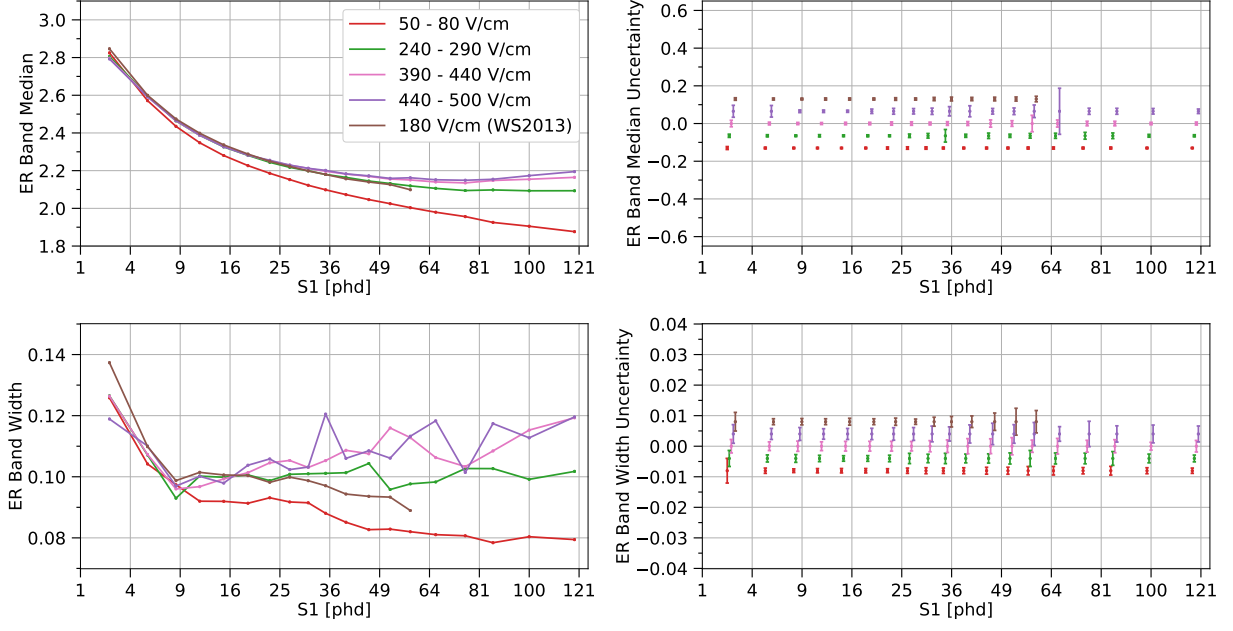 ER Band Median
3.0
2.8
2.6
2.4
2.2
2.0
1.8
1 4 9 16 25 36 49 64 81 100 121
S1 [phd]
50 - 80 V/cm
240 - 290 V/cm
390 - 440 V/cm
440 - 500 V/cm
180 V/cm (WS2013)
ER Band Median Uncertainty
0.6
0.4
0.2
0.0
−0.2
−0.4
−0.6
1 4 9 16 25 36 49 64 81 100 121
S1 [phd]
ER Band Width
0.14
0.12
0.10
0.08
1 4 9 16 25 36 49 64 81 100 121
S1 [phd]
ER Band Width Uncertainty
0.04
0.03
0.02
0.01
0.00
−0.01
−0.02
−0.03
−0.04
1 4 9 16 25 36 49 64 81 100 121
S1 [phd]